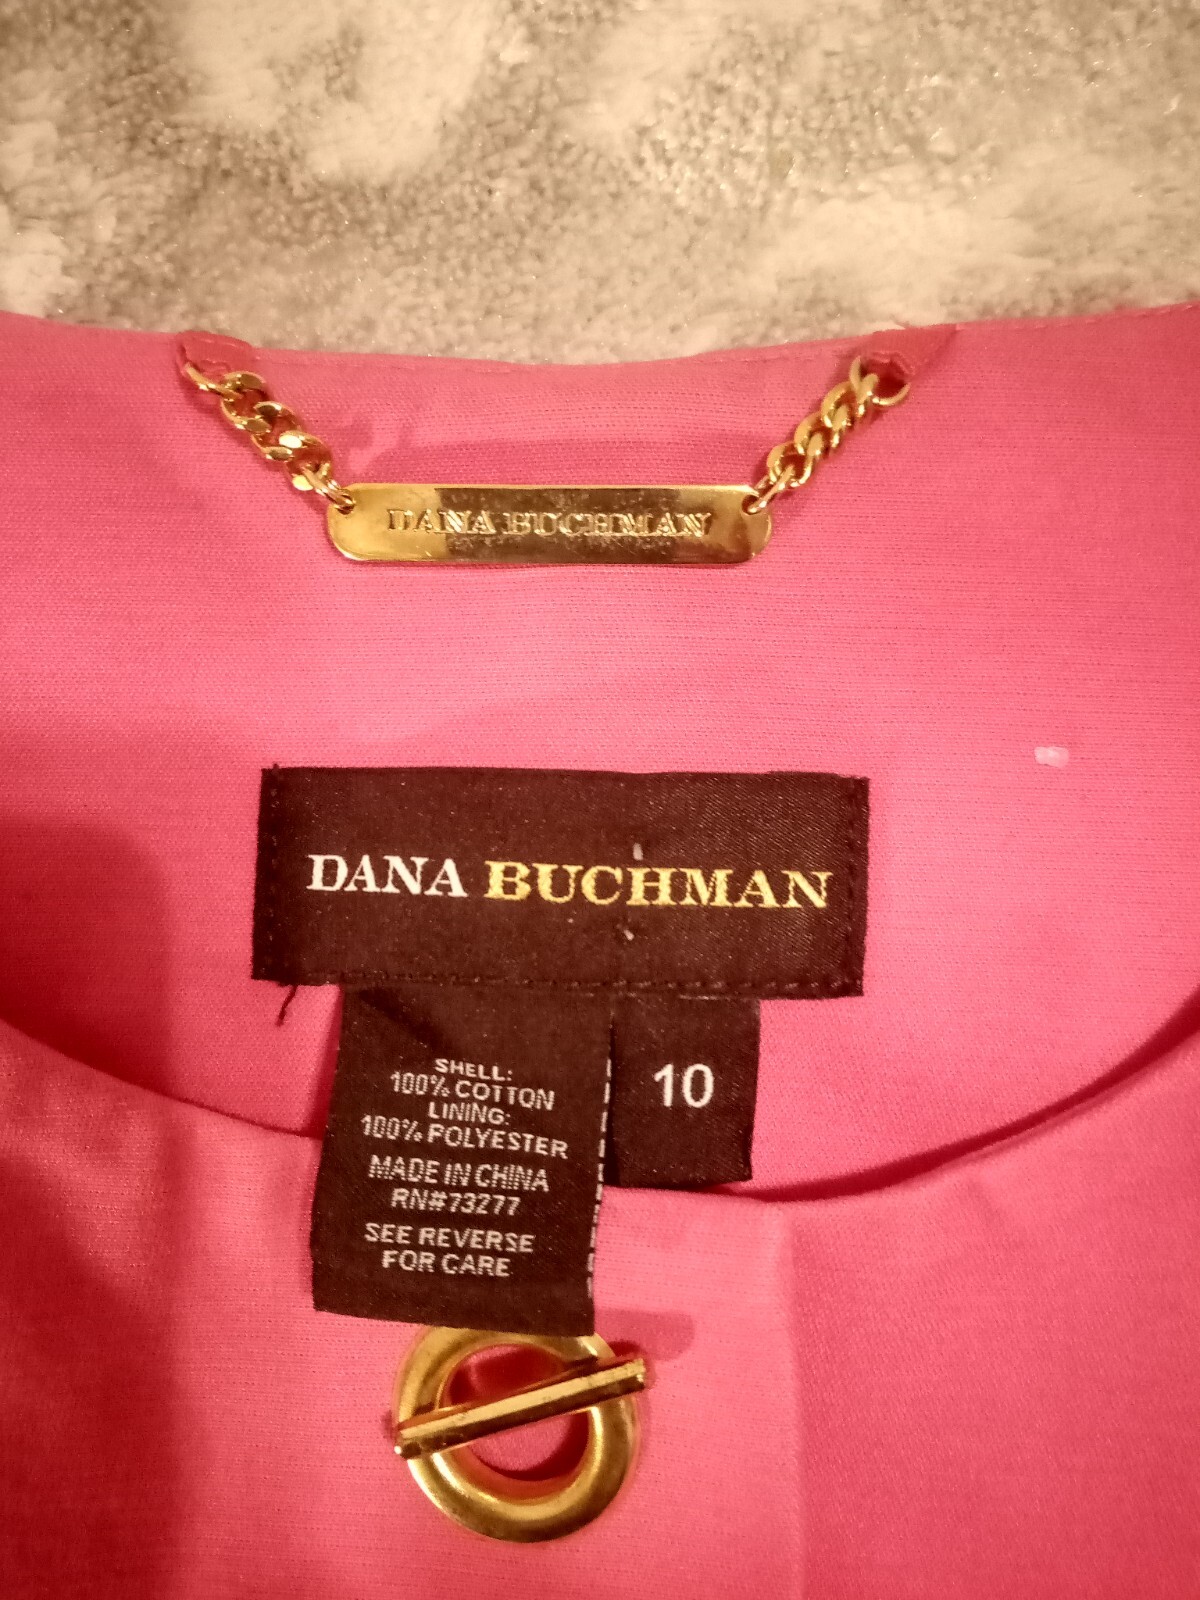 DANA BUCHMAN
DANA BUCHMAN
SHELL:
100% COTTON
LINING:
100% POLYESTER
MADE IN CHINA
RN#73277
SEE REVERSE
FOR CARE
10